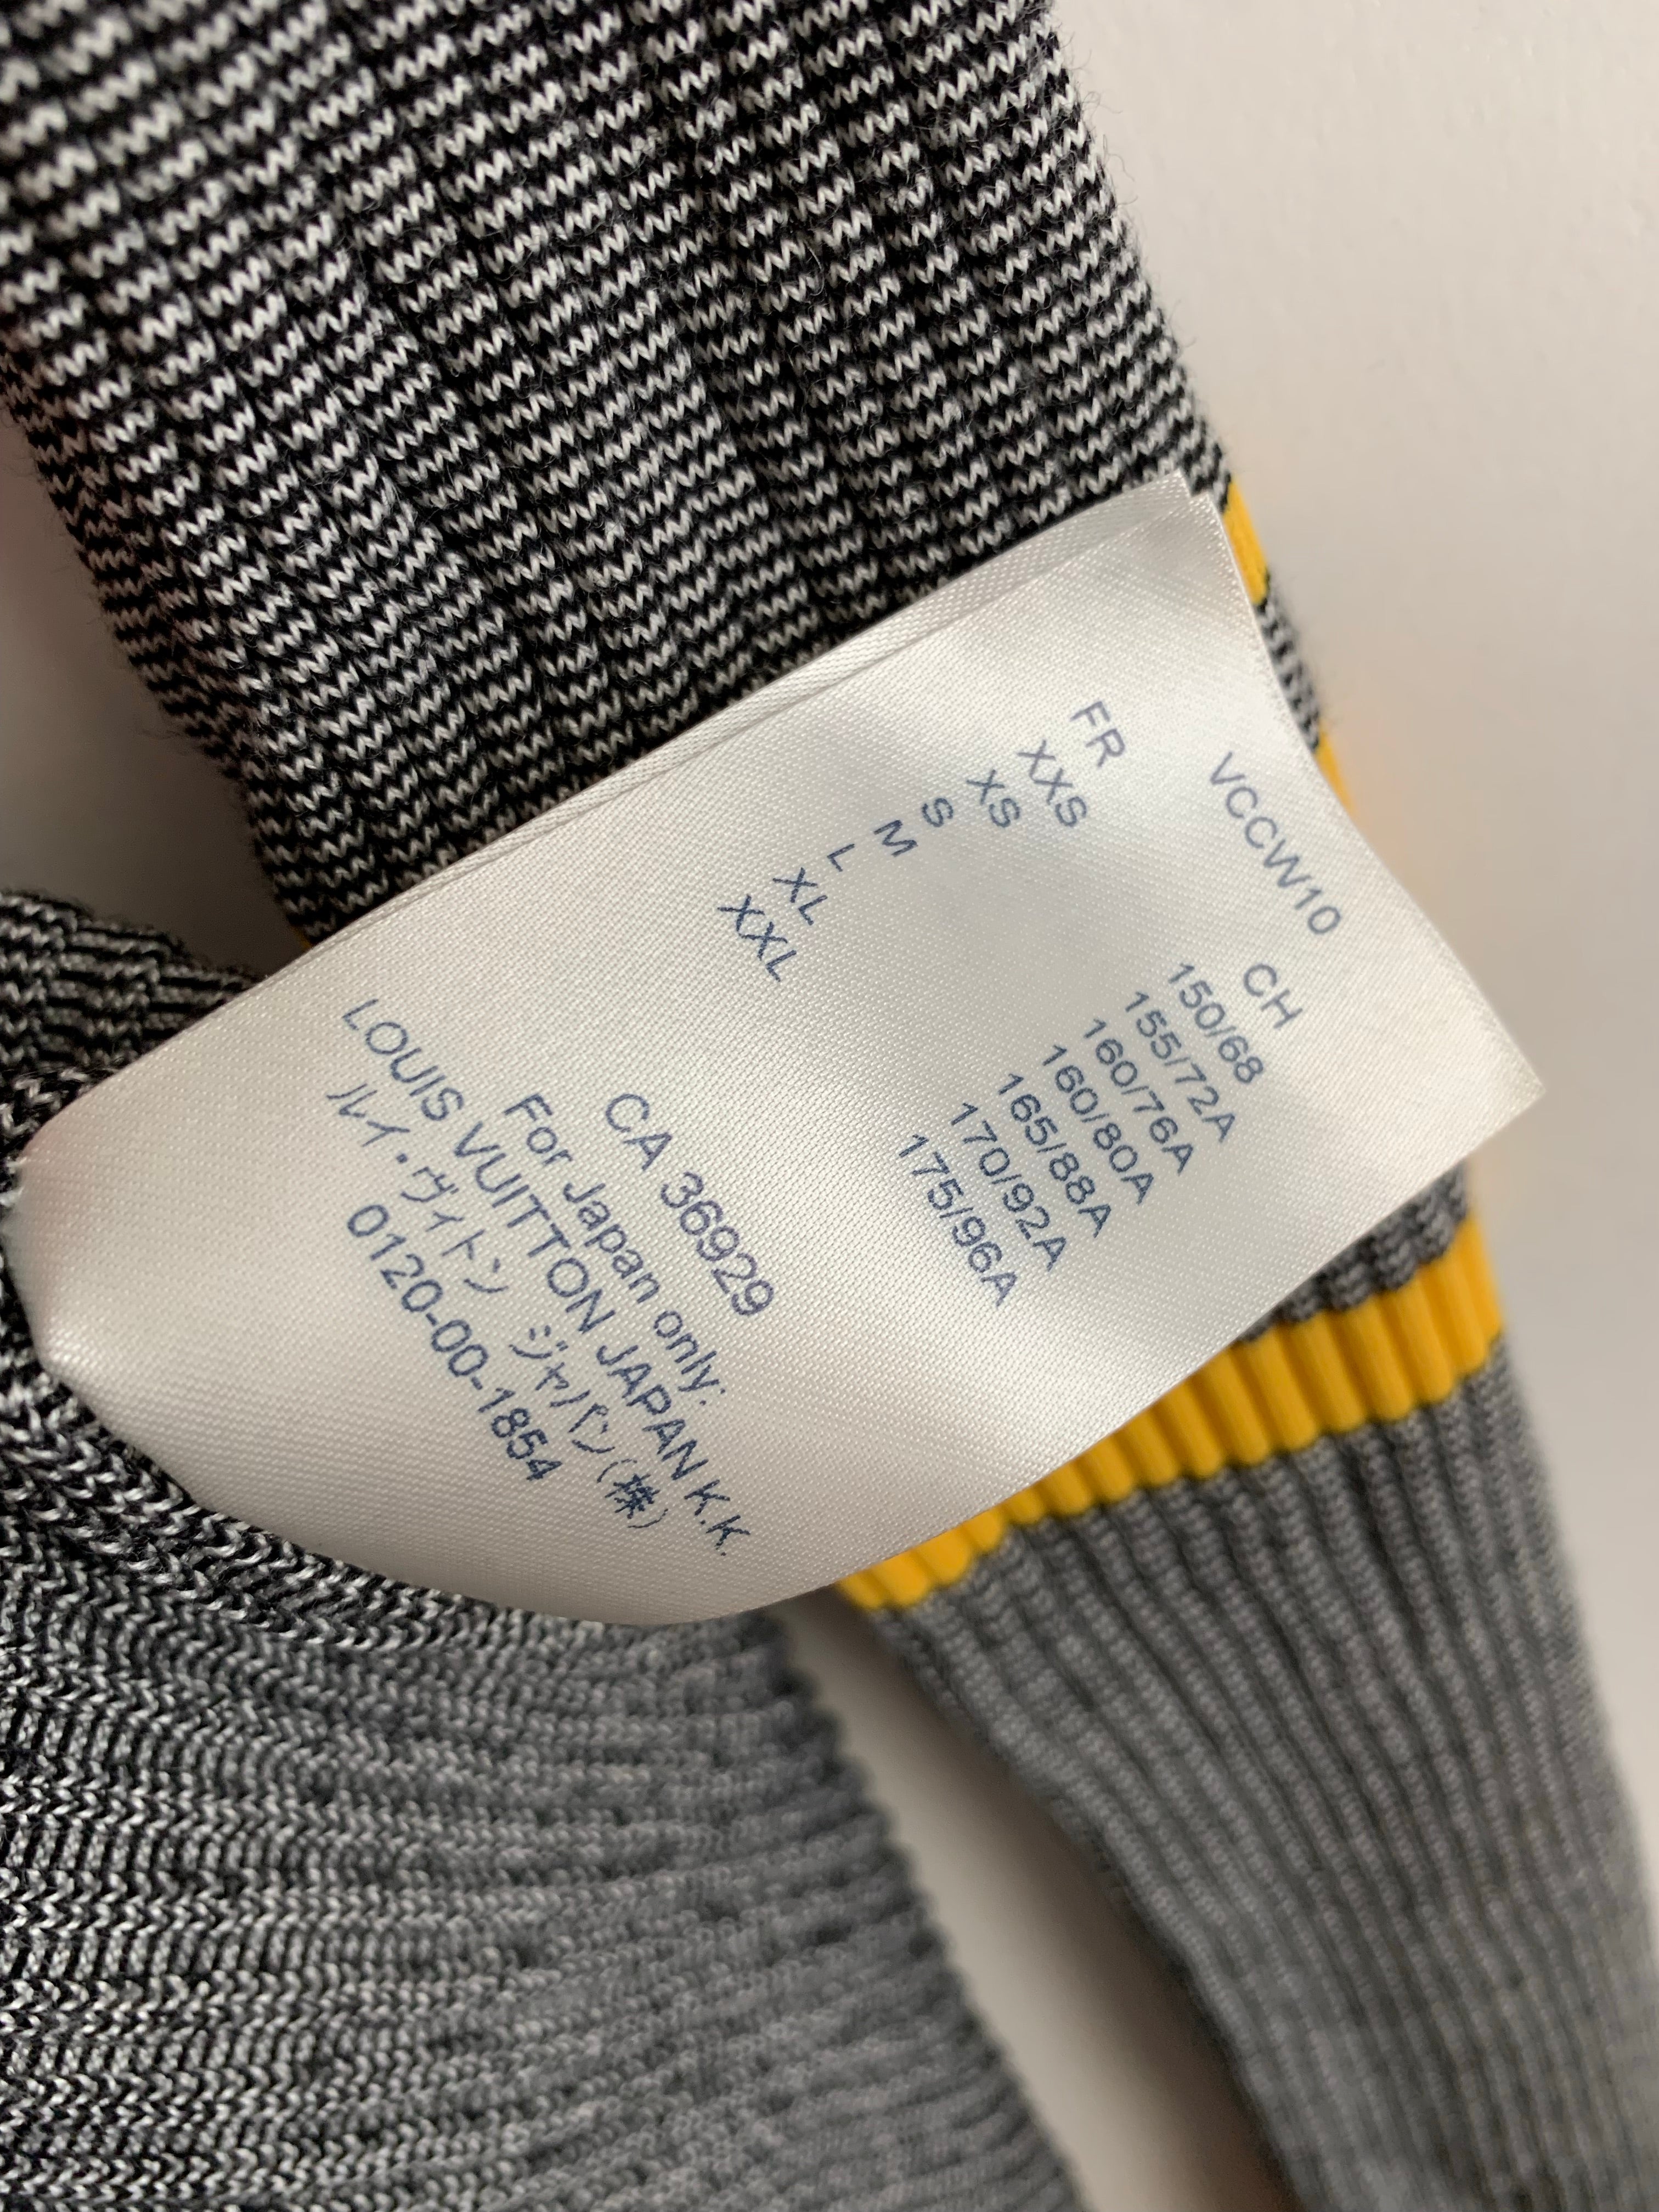 VCCW10
FR CH
XXS 150/68
XS 155/72A
S 160/76A
M 160/80A
L 165/88A
XL 170/92A
XXL 175/96A
CA 36929
For Japan only:
LOUIS VUITTON JAPAN K.K.
ルイ・ヴィトン ジャパン(株)
0120-00-1854